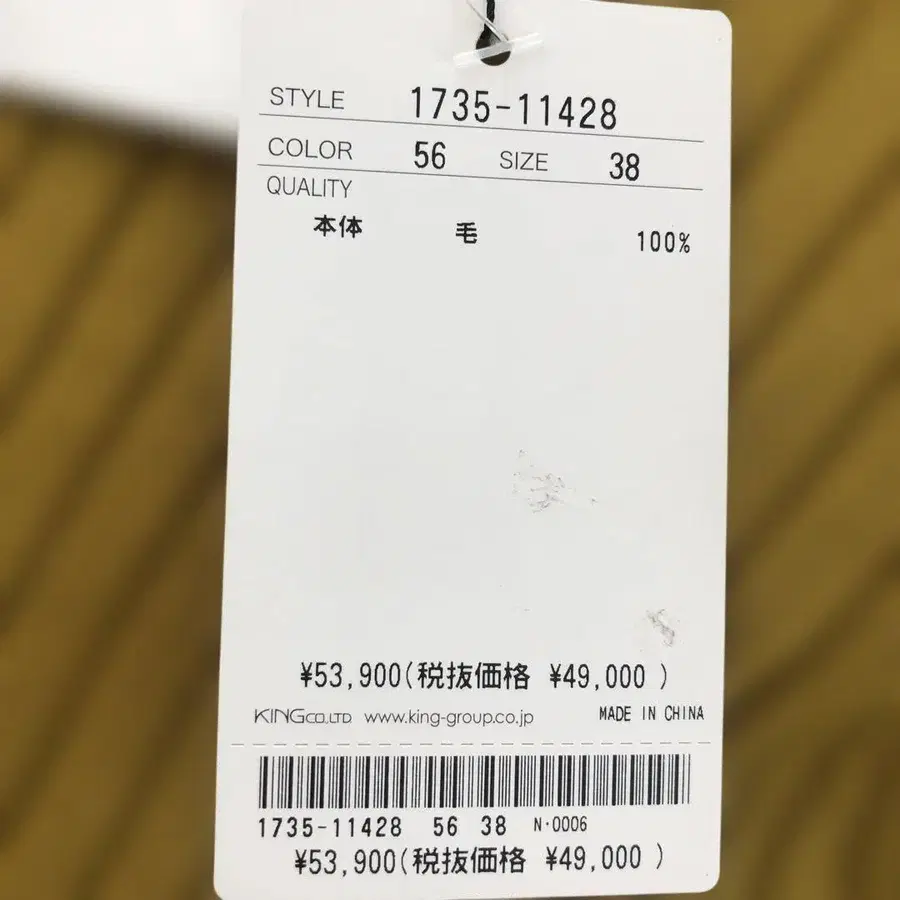 STYLE 1735-11428
COLOR 56 SIZE 38
QUALITY
本体 毛 100%
¥53,900(税抜価格 ¥49,000 )
KING CO.,LTD www.king-group.co.jp MADE IN CHINA
1735-11428 56 38 N·0006
¥53,900(税抜価格 ¥49,000 )